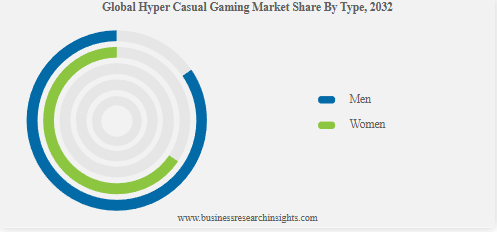 Global Hyper Casual Gaming Market Share By Type, 2032
Men
Women
www.businessresearchinsights.com